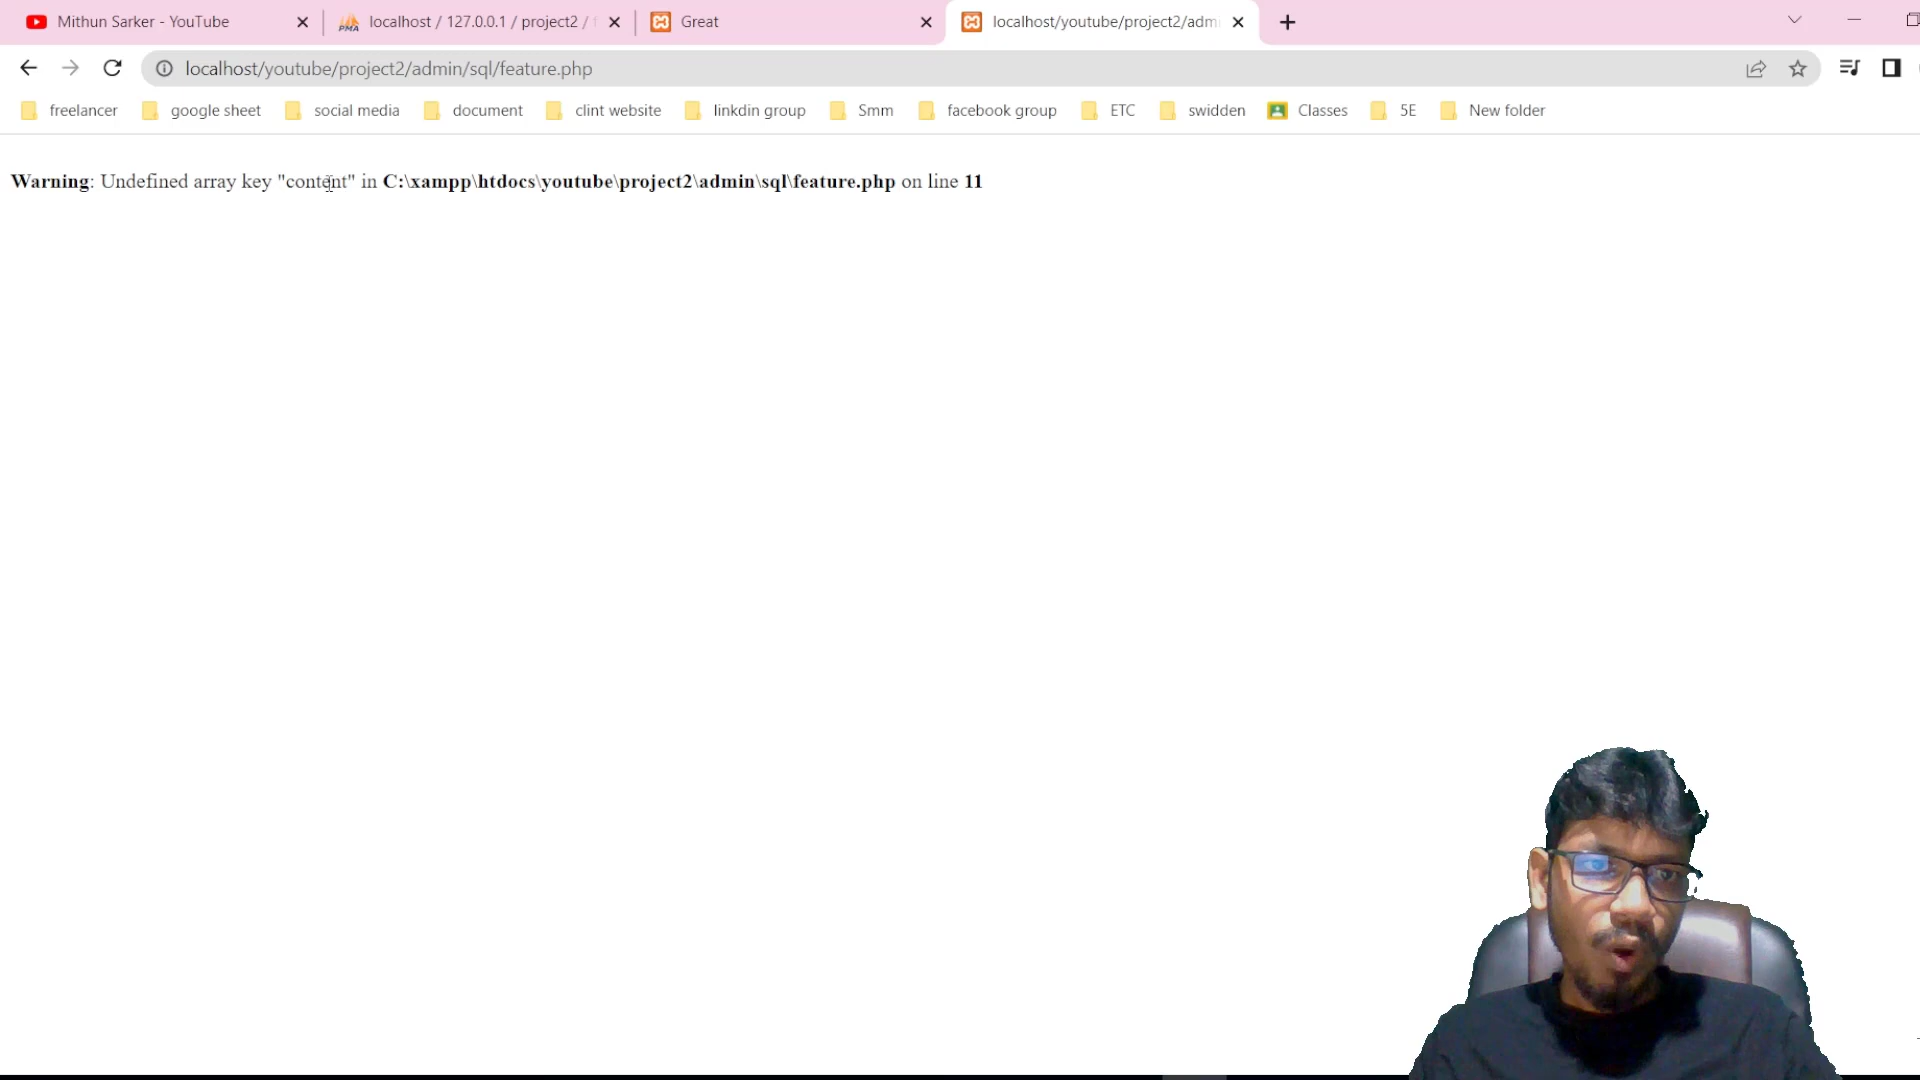 Mithun Sarker - YouTube
localhost / 127.0.0.1 / project2 /
Great
localhost/youtube/project2/admi
localhost/youtube/project2/admin/sql/feature.php
freelancer
google sheet
social media
document
clint website
linkdin group
Smm
facebook group
ETC
swidden
Classes
5E
New folder
Warning: Undefined array key "content" in C:\xampp\htdocs\youtube\project2\admin\sql\feature.php on line 11